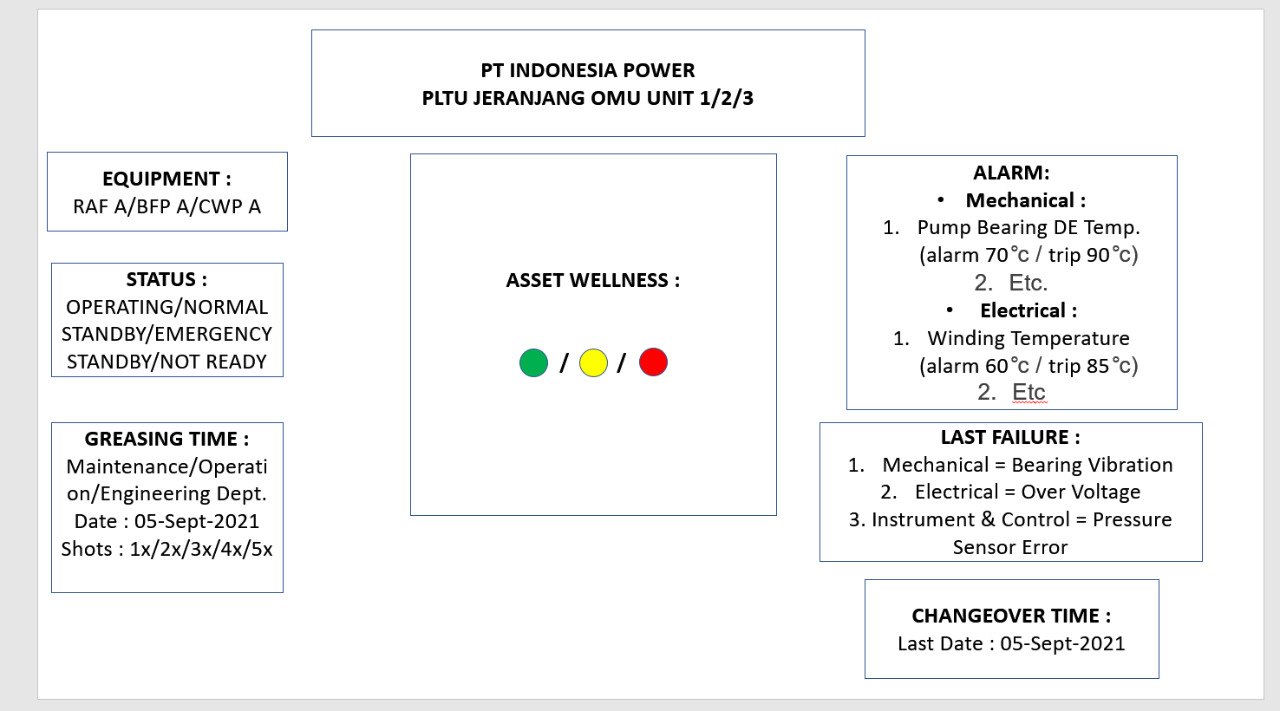 PT INDONESIA POWER
PLTU JERANJANG OMU UNIT 1/2/3
EQUIPMENT :
RAF A/BFP A/CWP A
STATUS :
OPERATING/NORMAL
STANDBY/EMERGENCY
STANDBY/NOT READY
GREASING TIME :
Maintenance/Operati
on/Engineering Dept.
Date : 05-Sept-2021
Shots : 1x/2x/3x/4x/5x
ASSET WELLNESS :
/ /
ALARM:
• Mechanical :
1. Pump Bearing DE Temp.
(alarm 70°c / trip 90°c)
2. Etc.
• Electrical :
1. Winding Temperature
(alarm 60°c / trip 85°c)
2. Etc
LAST FAILURE :
1. Mechanical = Bearing Vibration
2. Electrical = Over Voltage
3. Instrument & Control = Pressure
Sensor Error
CHANGEOVER TIME :
Last Date : 05-Sept-2021